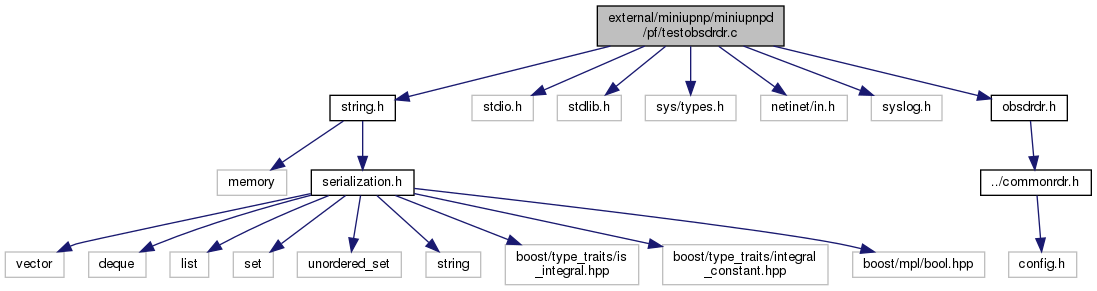 external/miniupnp/miniupnpd
/pf/testobsdrdr.c
string.h
stdio.h
stdlib.h
sys/types.h
netinet/in.h
syslog.h
obsdrdr.h
memory
serialization.h
../commonrdr.h
vector
deque
list
set
unordered_set
string
boost/type_traits/is
_integral.hpp
boost/type_traits/integral
_constant.hpp
boost/mpl/bool.hpp
config.h